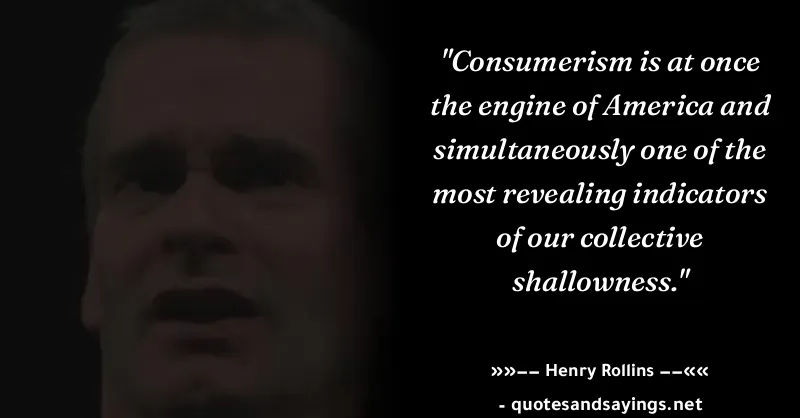 "Consumerism is at once
the engine of America and
simultaneously one of the
most revealing indicators
of our collective
shallowness."
»»−− Henry Rollins −−««
- quotesandsayings.net